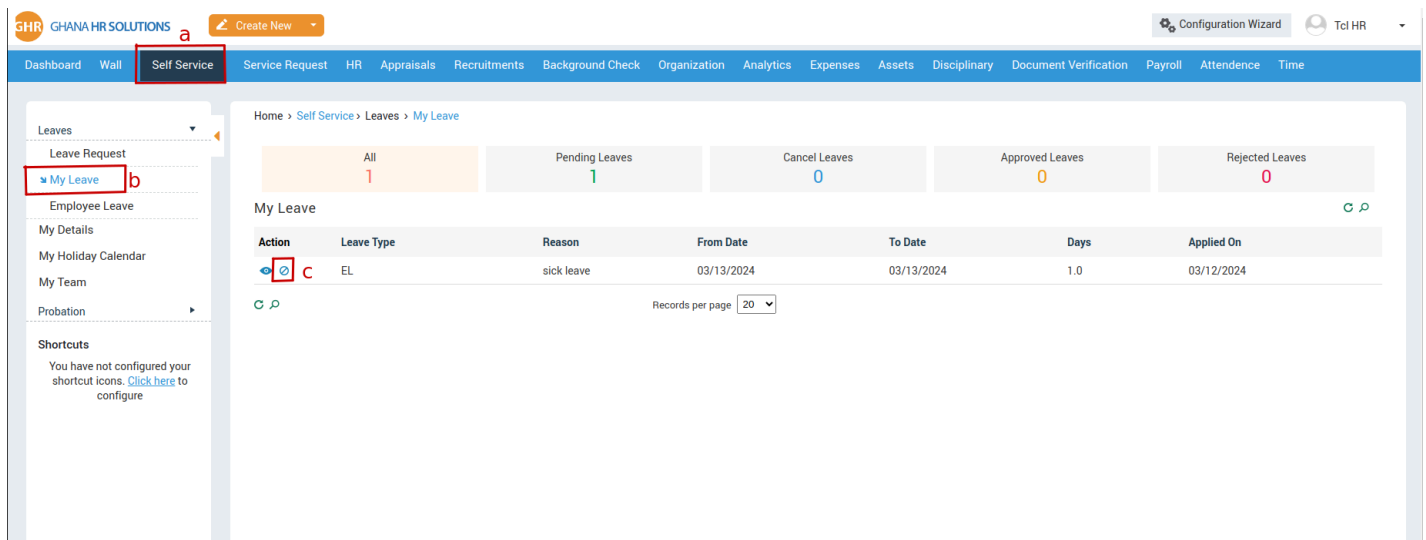 GHR GHANA HR SOLUTIONS a Create New Configuration Wizard Tcl HR
Dashboard Wall Self Service Service Request HR Appraisals Recruitments Background Check Organization Analytics Expenses Assets Disciplinary Document Verification Payroll Attendence Time
Home › Self Service › Leaves › My Leave
Leaves
Leave Request
My Leave b
Employee Leave
My Details
My Holiday Calendar
My Team
Probation
Shortcuts
You have not configured your
shortcut icons. Click here to
configure
All Pending Leaves Cancel Leaves Approved Leaves Rejected Leaves
1 1 0 0 0
My Leave
Action Leave Type Reason From Date To Date Days Applied On
c EL sick leave 03/13/2024 03/13/2024 1.0 03/12/2024
Records per page 20